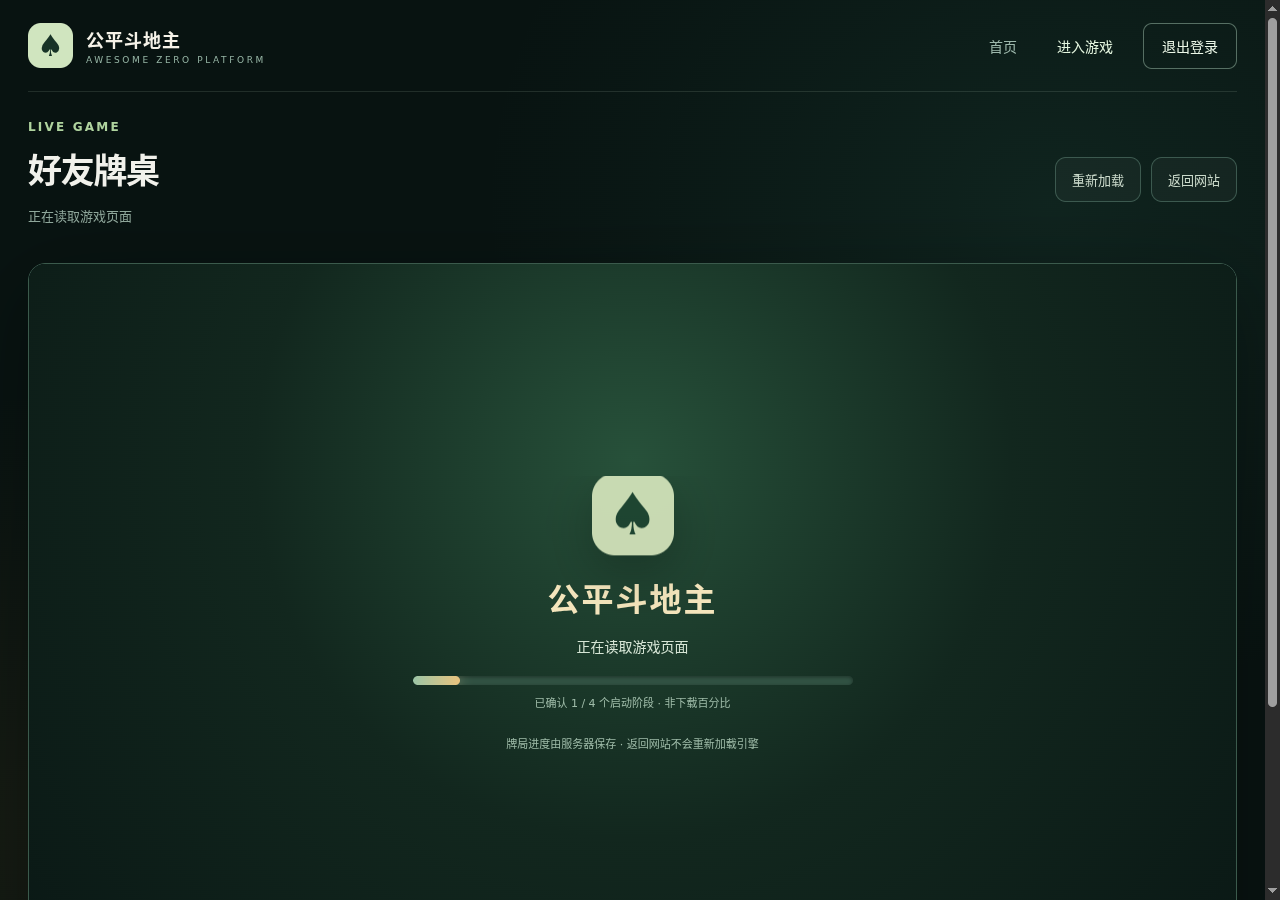 公平斗地主
AWESOME ZERO PLATFORM
首页
进入游戏
退出登录
LIVE GAME
好友牌桌
正在读取游戏页面
重新加载
返回网站
公平斗地主
正在读取游戏页面
已确认 1 / 4 个启动阶段 · 非下载百分比
牌局进度由服务器保存 · 返回网站不会重新加载引擎